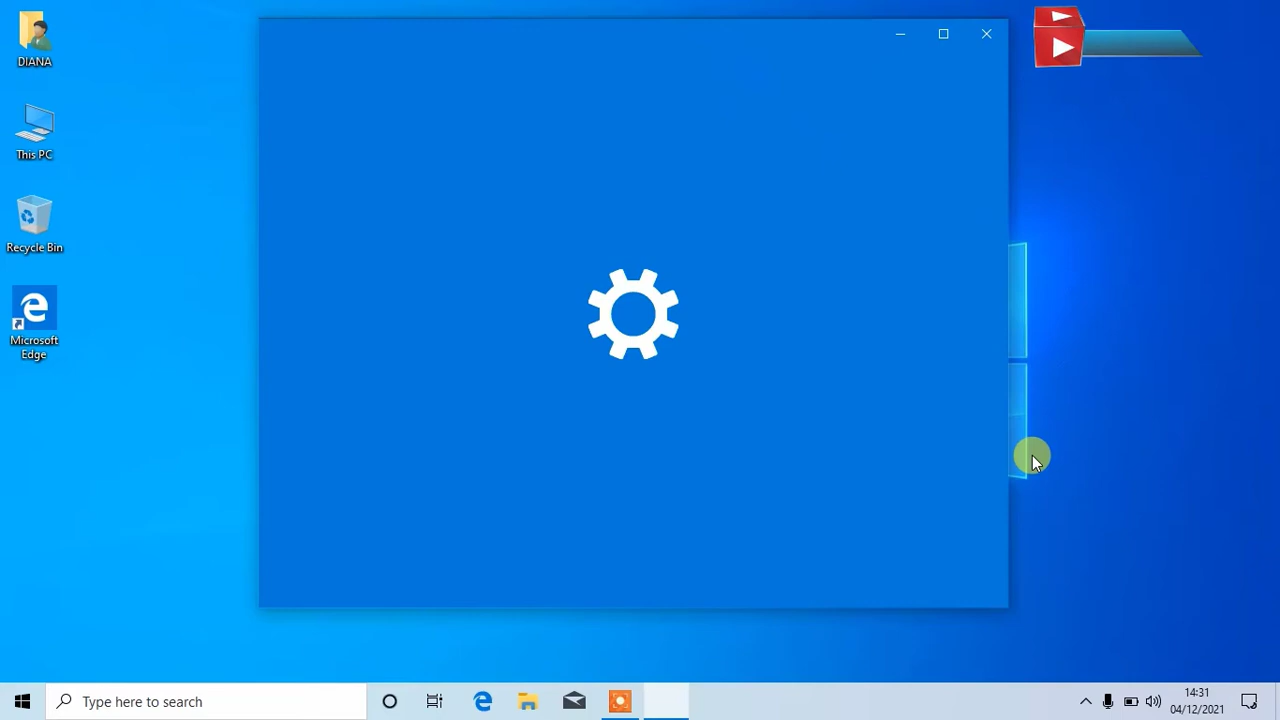 DIANA
This PC
Recycle Bin
Microsoft
Edge
Type here to search
14:31
04/12/2021